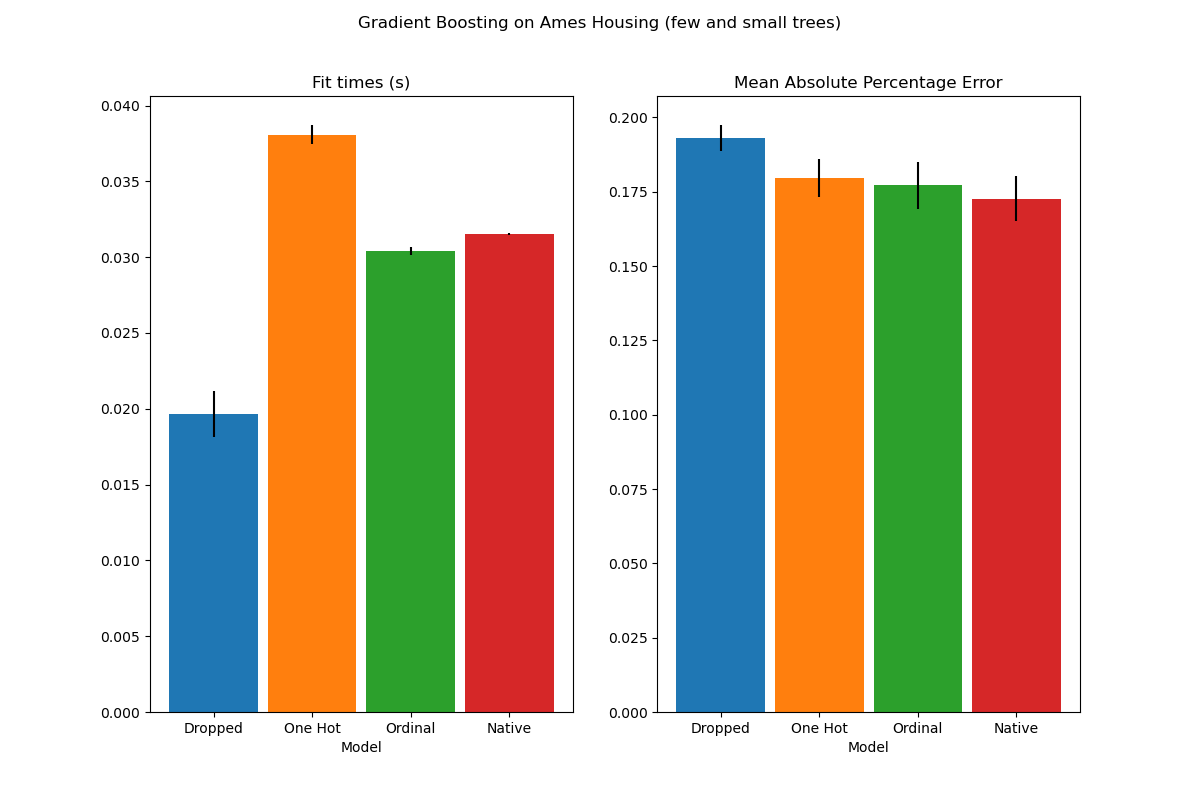 Gradient Boosting on Ames Housing (few and small trees)
Fit times (s)
0.040
0.035
0.030
0.025
0.020
0.015
0.010
0.005
0.000
Dropped One Hot Ordinal Native
Model
Mean Absolute Percentage Error
0.200
0.175
0.150
0.125
0.100
0.075
0.050
0.025
0.000
Dropped One Hot Ordinal Native
Model